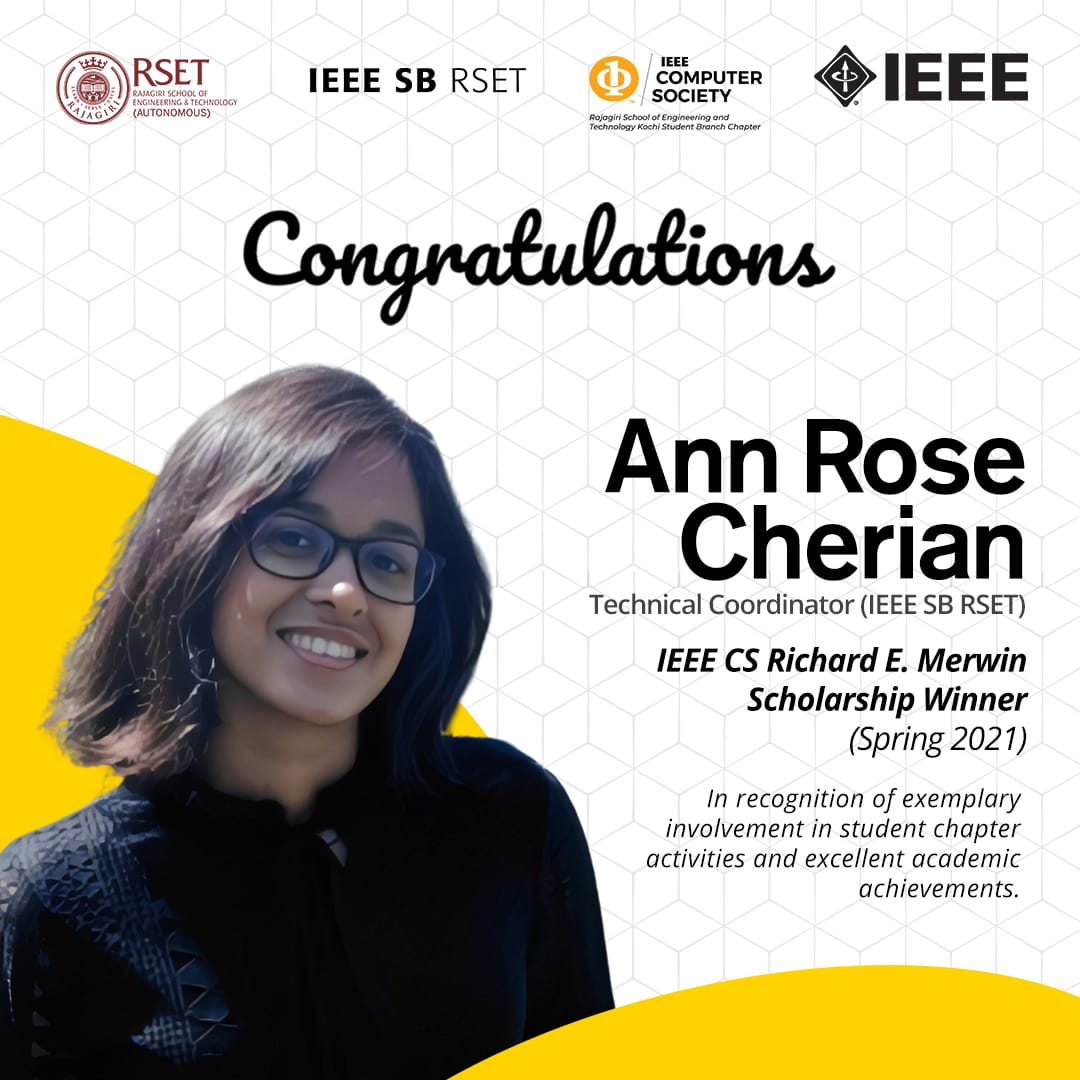 RSET
RAJAGIRI SCHOOL OF
ENGINEERING & TECHNOLOGY
(AUTONOMOUS)
RAJAGIRI
IEEE SB RSET
IEEE
COMPUTER
SOCIETY
Rajagiri School of Engineering and
Technology Kochi Student Branch Chapter
IEEE
Congratulations
Ann Rose
Cherian
Technical Coordinator (IEEE SB RSET)
IEEE CS Richard E. Merwin
Scholarship Winner
(Spring 2021)
In recognition of exemplary
involvement in student chapter
activities and excellent academic
achievements.